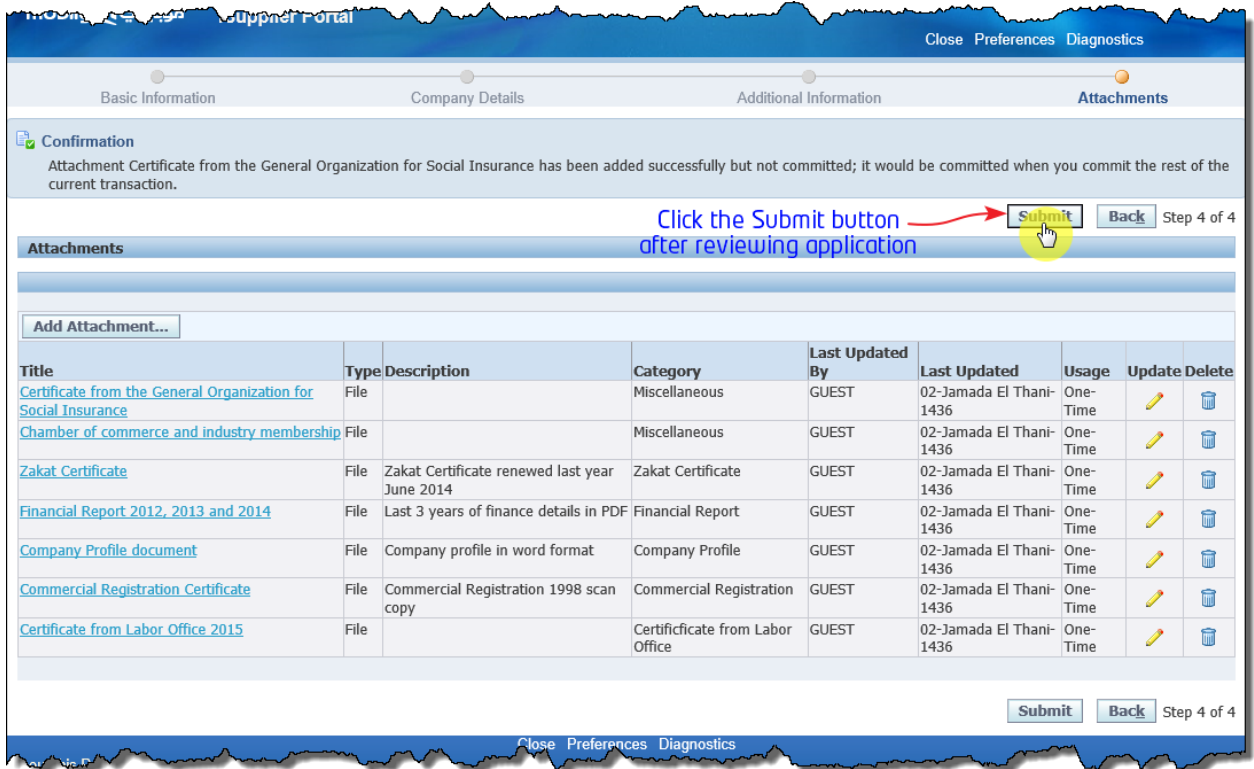 Supplier Portal
Close Preferences Diagnostics
Basic Information
Company Details
Additional Information
Attachments
Confirmation
Attachment Certificate from the General Organization for Social Insurance has been added successfully but not committed; it would be committed when you commit the rest of the
current transaction.
Click the Submit button
after reviewing application
Submit Back Step 4 of 4
Attachments
Add Attachment...
Title Type Description Category Last Updated By Last Updated Usage Update Delete
Certificate from the General Organization for File Miscellaneous GUEST 02-Jamada El Thani- One-
Social Insurance 1436 Time
Chamber of commerce and industry membership File Miscellaneous GUEST 02-Jamada El Thani- One-
1436 Time
Zakat Certificate File Zakat Certificate renewed last year Zakat Certificate GUEST 02-Jamada El Thani- One-
June 2014 1436 Time
Financial Report 2012, 2013 and 2014 File Last 3 years of finance details in PDF Financial Report GUEST 02-Jamada El Thani- One-
1436 Time
Company Profile document File Company profile in word format Company Profile GUEST 02-Jamada El Thani- One-
1436 Time
Commercial Registration Certificate File Commercial Registration 1998 scan Commercial Registration GUEST 02-Jamada El Thani- One-
copy 1436 Time
Certificate from Labor Office 2015 File Certificficate from Labor GUEST 02-Jamada El Thani- One-
Office 1436 Time
Submit Back Step 4 of 4
Close Preferences Diagnostics